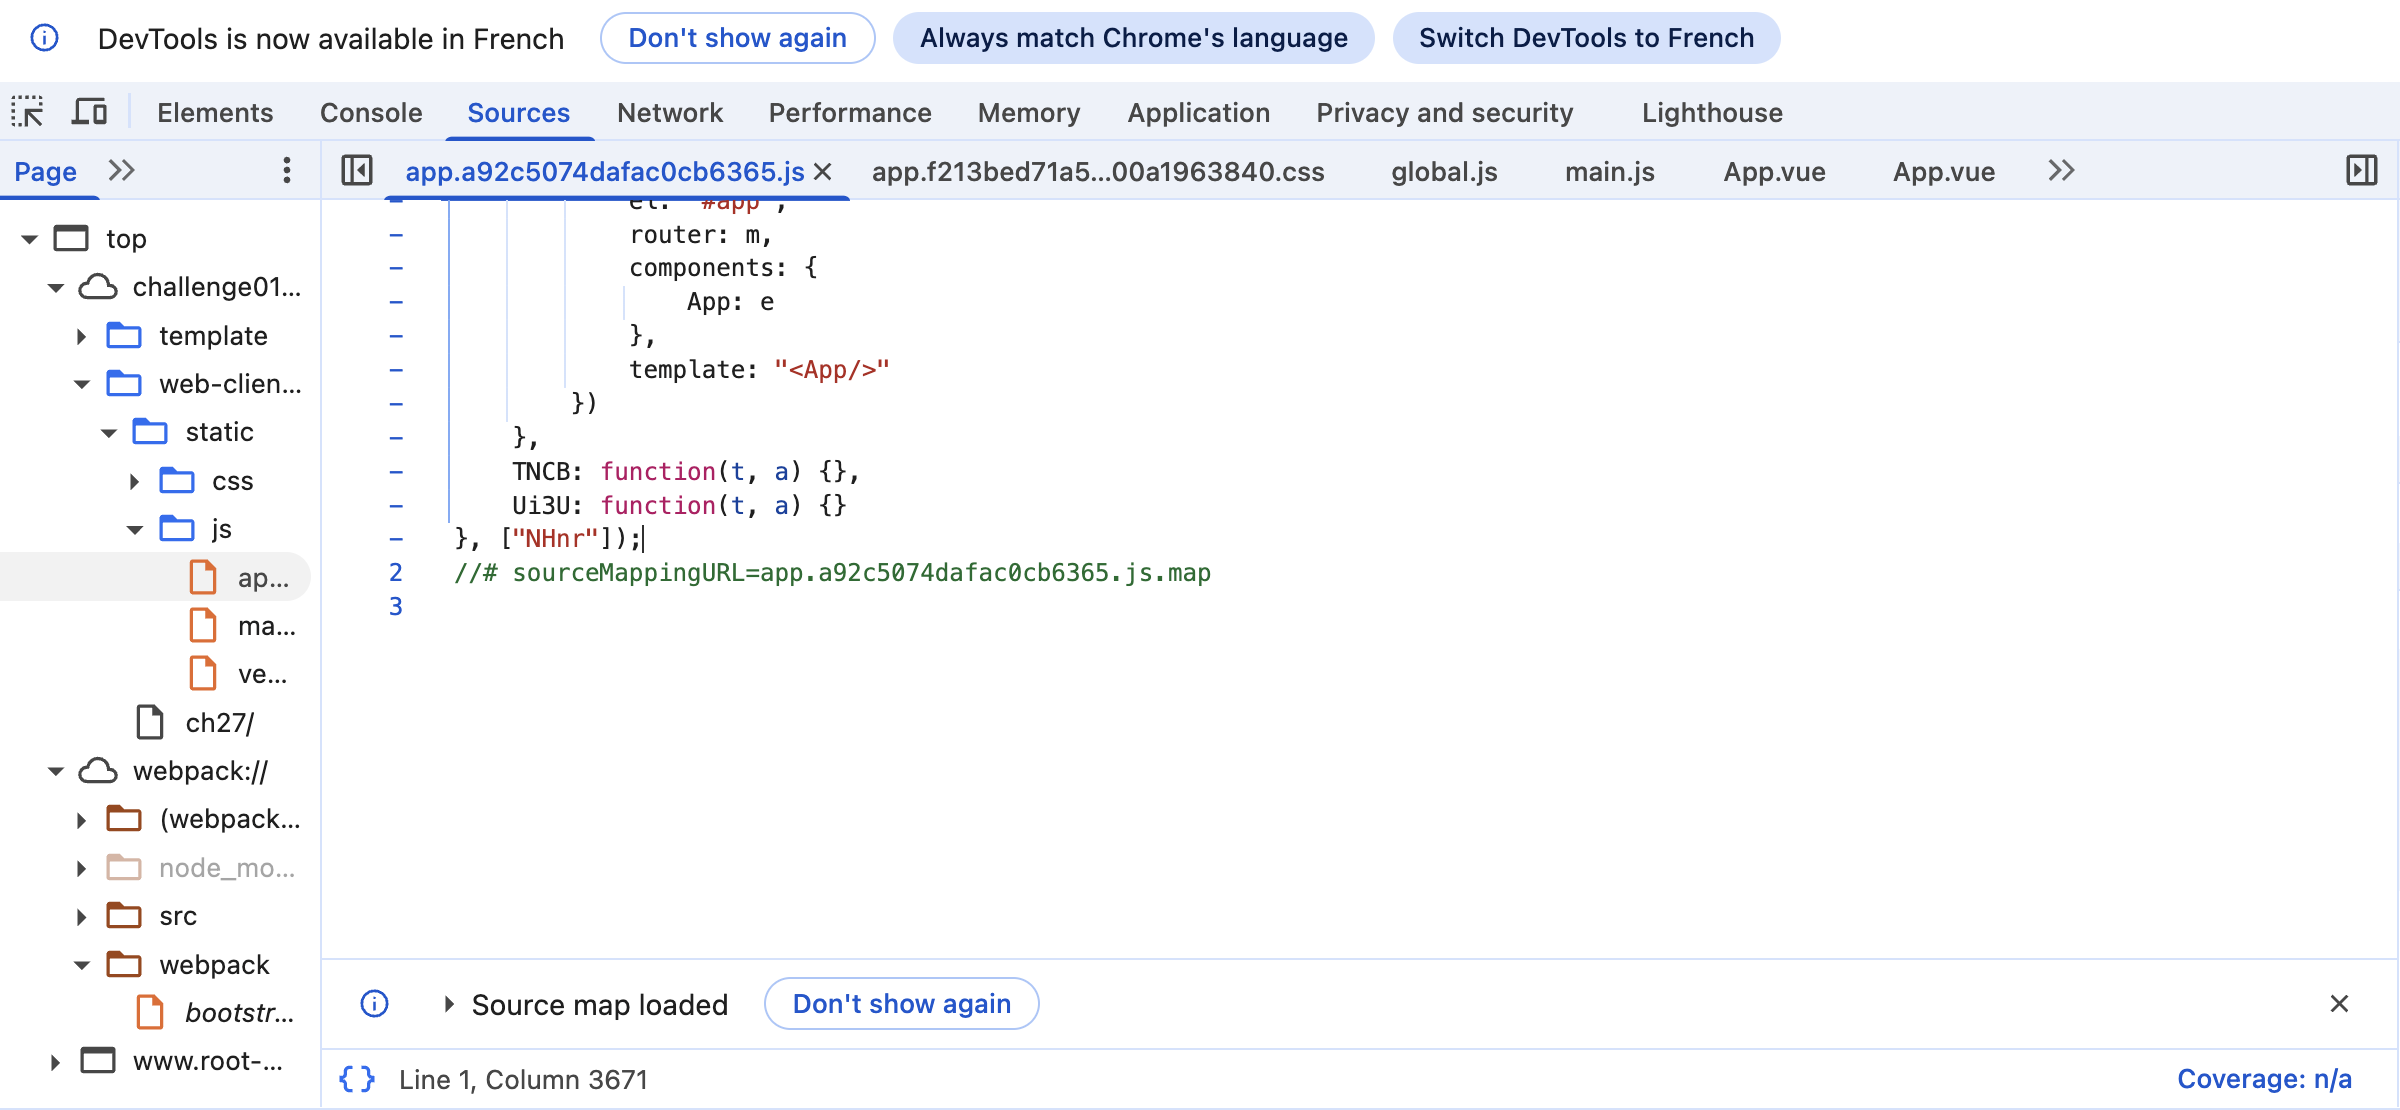 DevTools is now available in French Don't show again Always match Chrome's language Switch DevTools to French
Elements Console Sources Network Performance Memory Application Privacy and security Lighthouse
Page app.a92c5074dafac0cb6365.js app.f213bed71a5...00a1963840.css global.js main.js App.vue App.vue
top
challenge01...
template
web-clien...
static
css
js
ap...
ma...
ve...
ch27/
webpack://
(webpack...
node_mo...
src
webpack
bootstr...
www.root-...
el: "#app",
- router: m,
- components: {
- App: e
- },
- template: "<App/>"
- })
- },
- TNCB: function(t, a) {},
- Ui3U: function(t, a) {}
- }, ["NHnr"]);
2 //# sourceMappingURL=app.a92c5074dafac0cb6365.js.map
3
Source map loaded Don't show again
{} Line 1, Column 3671 Coverage: n/a